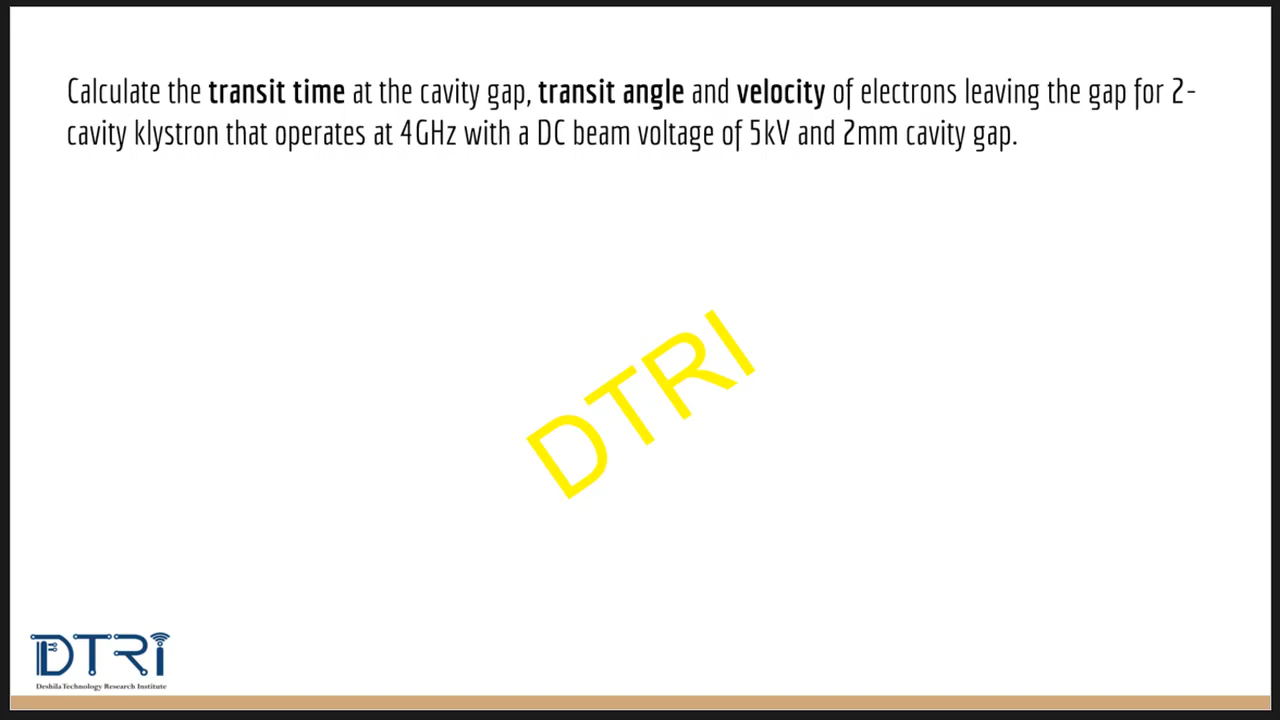 Calculate the transit time at the cavity gap, transit angle and velocity of electrons leaving the gap for 2-
cavity klystron that operates at 4GHz with a DC beam voltage of 5kV and 2mm cavity gap.
DTRI
DTRi
Deshila Technology Research Institute